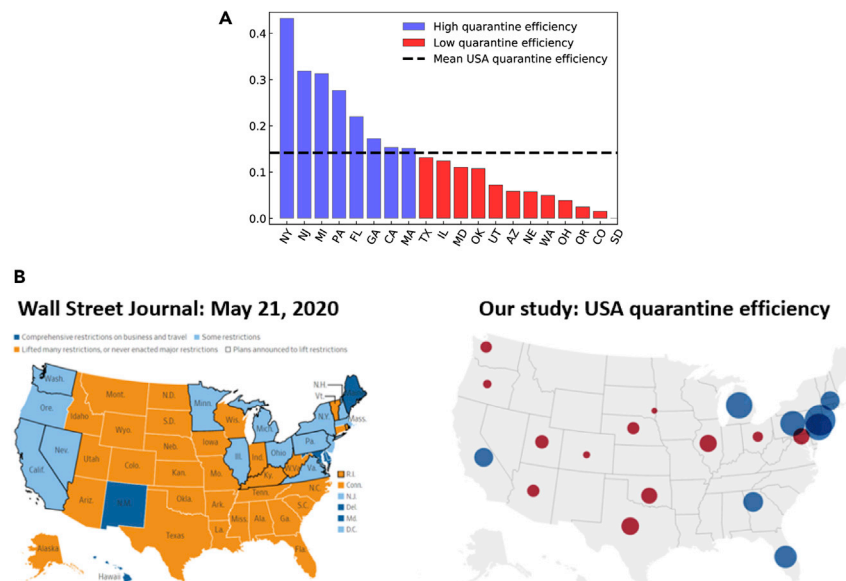 A
0.4
0.3
0.2
0.1
0.0
High quarantine efficiency
Low quarantine efficiency
Mean USA quarantine efficiency
NY NJ MI PA FL GA CA MA TX IL MD OK UT AZ NE WA OH OR CO SD
B
Wall Street Journal: May 21, 2020
Comprehensive restrictions on business and travel Some restrictions
Lifted many restrictions, or never enacted major restrictions Plans announced to lift restrictions
Wash.
Mont.
N.D.
Minn.
N.H.
Vt.
Ore.
Idaho
S.D.
Wis.
Mich.
N.Y.
Mass.
Wyo.
Nev.
Neb.
Iowa
Pa.
Calif.
Utah
Colo.
Kan.
Mo.
Ill.
Ind.
Ohio
W.Va.
Va.
Ky.
Ariz.
N.M.
Okla.
Ark.
Tenn.
N.C.
S.C.
Texas
La.
Miss.
Ala.
Ga.
Fla.
Alaska
Hawaii
R.I.
Conn.
N.J.
Del.
Md.
D.C.
Our study: USA quarantine efficiency